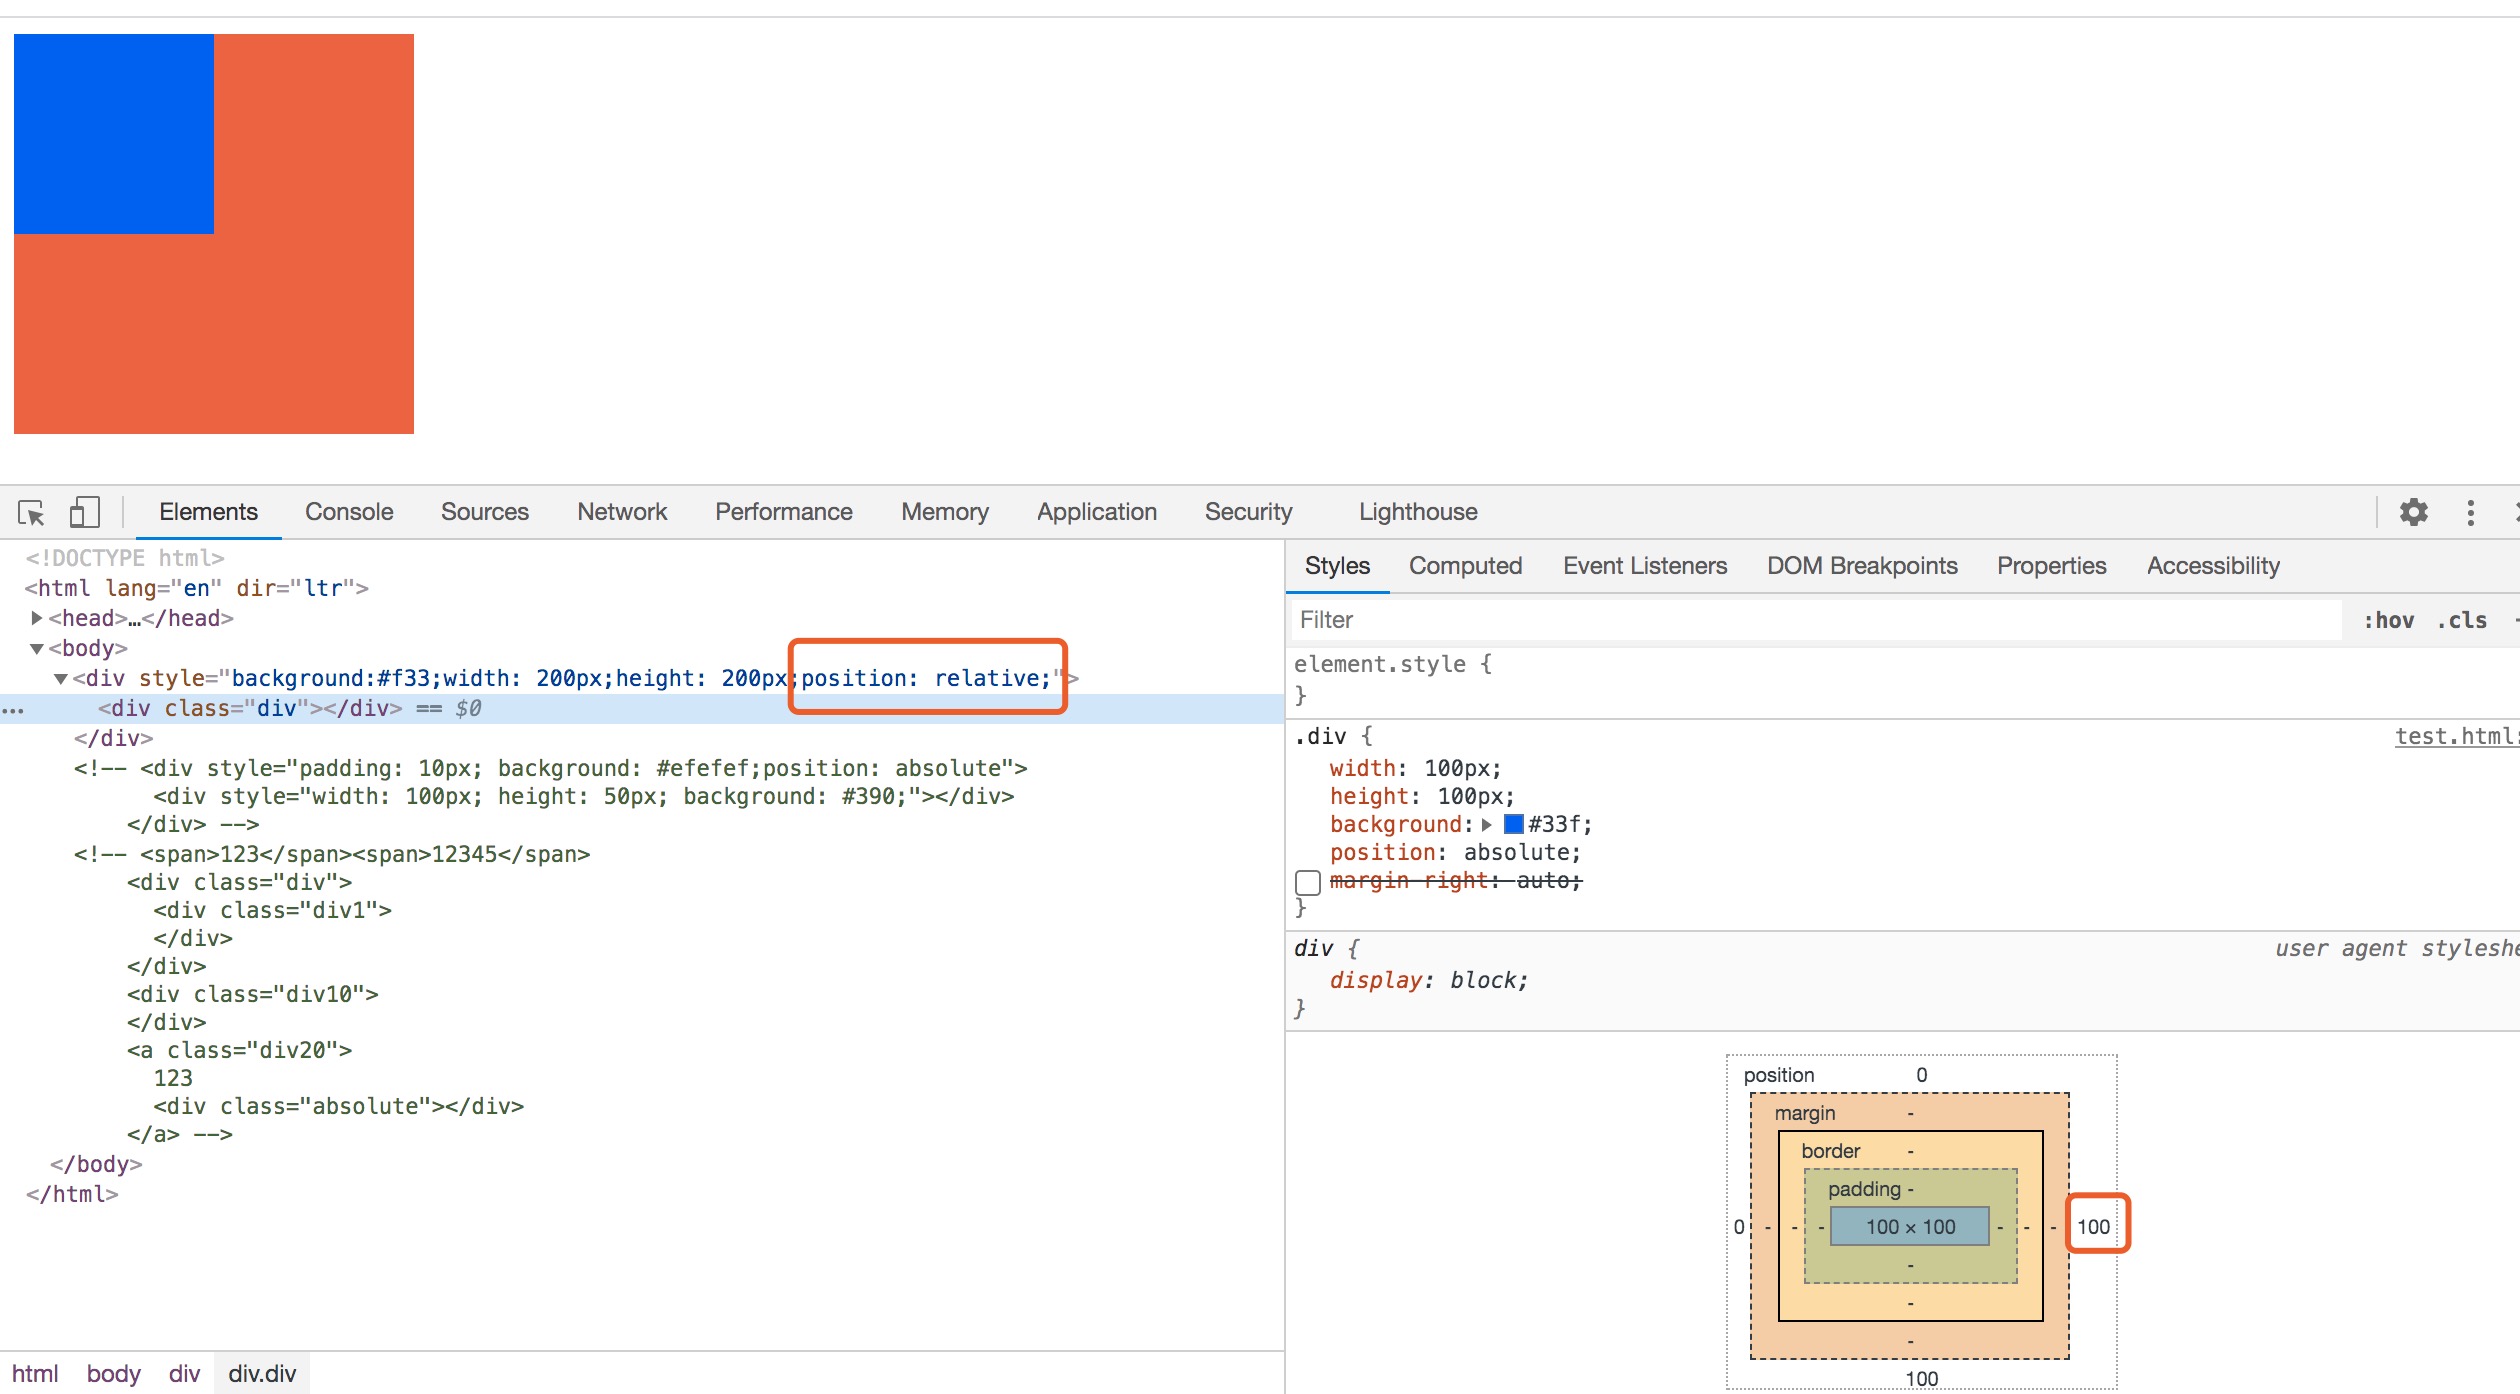 Elements Console Sources Network Performance Memory Application Security Lighthouse
<!DOCTYPE html>
<html lang="en" dir="ltr">
<head>…</head>
<body>
<div style="background:#f33;width: 200px;height: 200px;position: relative;">
<div class="div"></div> == $0
</div>
<!-- <div style="padding: 10px; background: #efefef;position: absolute">
<div style="width: 100px; height: 50px; background: #390;"></div>
</div> -->
<!-- <span>123</span><span>12345</span>
<div class="div">
<div class="div1">
</div>
</div>
<div class="div10">
</div>
<a class="div20">
123
<div class="absolute"></div>
</a> -->
</body>
</html>
html body div div.div
Styles Computed Event Listeners DOM Breakpoints Properties Accessibility
Filter :hov .cls
element.style {
}
.div { test.html
width: 100px;
height: 100px;
background: #33f;
position: absolute;
margin-right: auto;
}
div { user agent
display: block;
}
position 0
margin -
border -
padding -
0 - - - 100 × 100 - - - 100
-
-
-
100